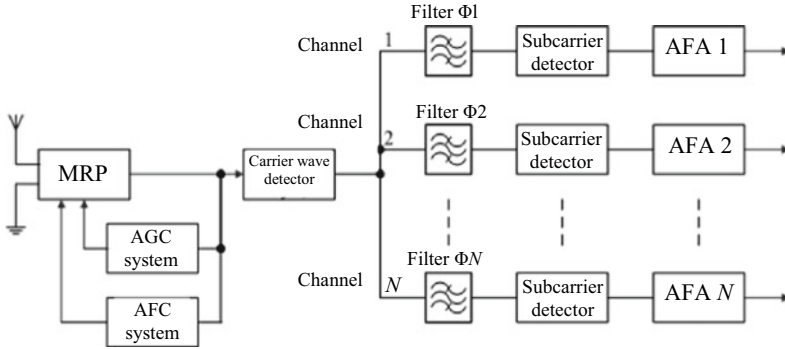 Filter Φ1
Channel
1
Subcarrier
detector
AFA 1
Filter Φ2
Channel
2
Subcarrier
detector
AFA 2
MRP
Carrier wave
detector
AGC
system
AFC
system
Filter ΦN
Channel
N
Subcarrier
detector
AFA N